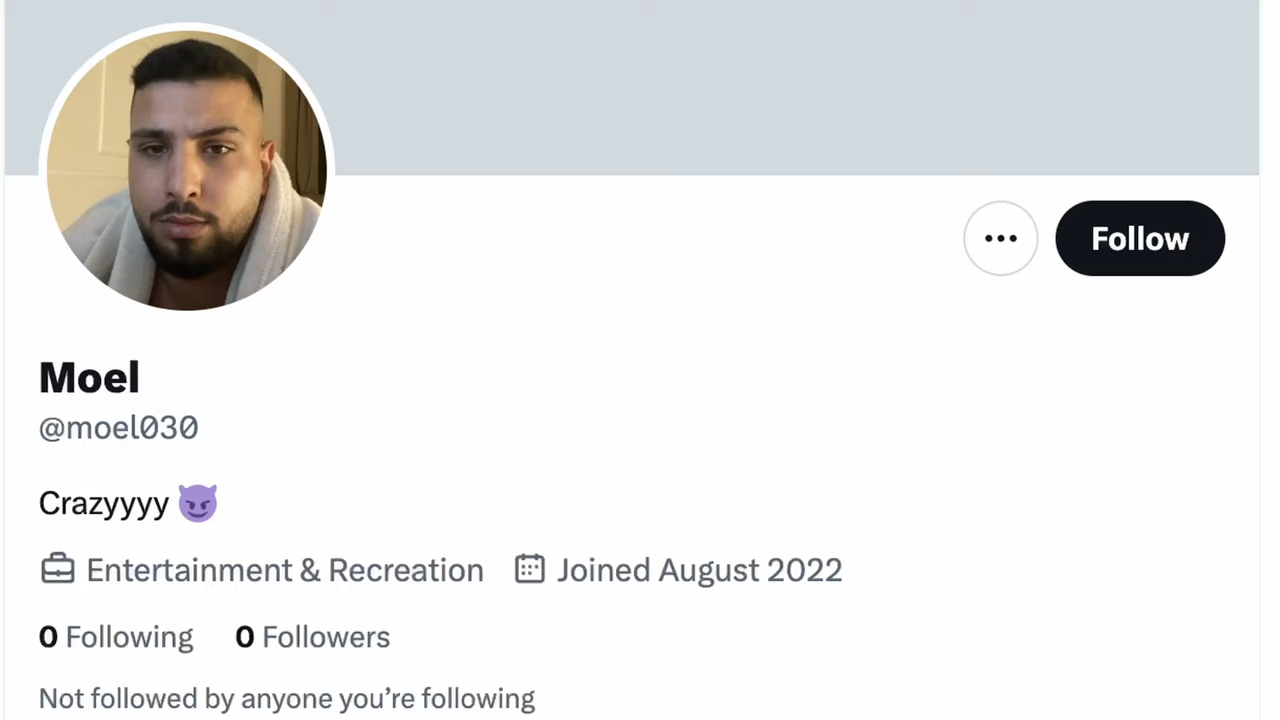 Follow
Moel
@moel030
Crazyyyy 😈
Entertainment & Recreation Joined August 2022
0 Following 0 Followers
Not followed by anyone you’re following